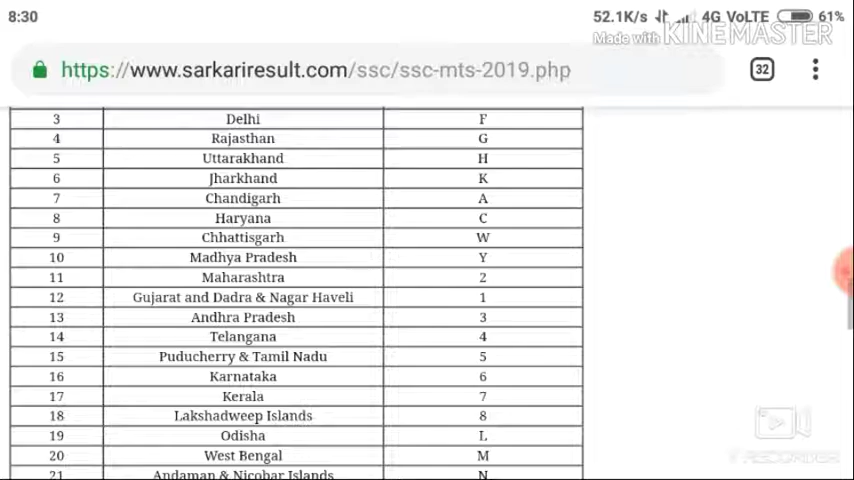 8:30
52.1K/s 4G VoLTE 61%
Made with KINEMASTER
https://www.sarkariresult.com/ssc/ssc-mts-2019.php 32
3 Delhi F
4 Rajasthan G
5 Uttarakhand H
6 Jharkhand K
7 Chandigarh A
8 Haryana C
9 Chhattisgarh W
10 Madhya Pradesh Y
11 Maharashtra 2
12 Gujarat and Dadra & Nagar Haveli 1
13 Andhra Pradesh 3
14 Telangana 4
15 Puducherry & Tamil Nadu 5
16 Karnataka 6
17 Kerala 7
18 Lakshadweep Islands 8
19 Odisha L
20 West Bengal M
21 Andaman & Nicobar Islands N
RECORDER